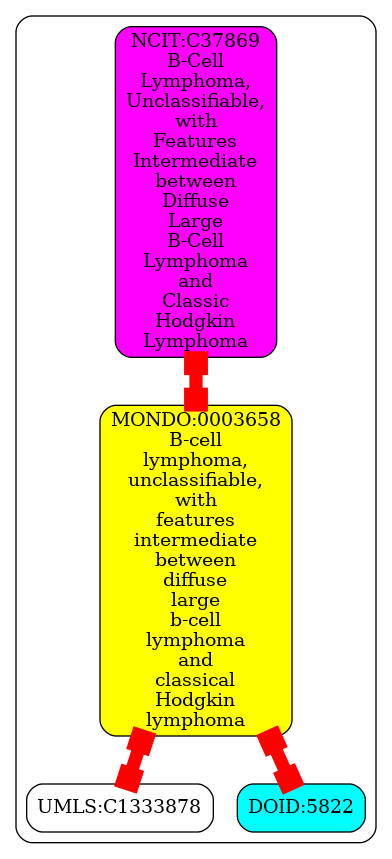 NCIT:C37869
B-Cell
Lymphoma,
Unclassifiable,
with
Features
Intermediate
between
Diffuse
Large
B-Cell
Lymphoma
and
Classic
Hodgkin
Lymphoma
MONDO:0003658
B-cell
lymphoma,
unclassifiable,
with
features
intermediate
between
diffuse
large
b-cell
lymphoma
and
classical
Hodgkin
lymphoma
UMLS:C1333878
DOID:5822